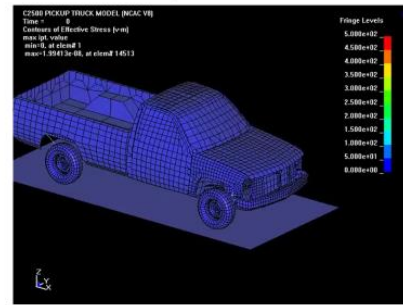 C2500 PICKUP TRUCK MODEL (NCAC V8)
Time = 0
Contours of Effective Stress (v-m)
max ipt. value
min=0, at elem# 1
max=1.99413e-08, at elem# 14513
Fringe Levels
5.000e+02
4.500e+02
4.000e+02
3.500e+02
3.000e+02
2.500e+02
2.000e+02
1.500e+02
1.000e+02
5.000e+01
0.000e+00
Z
Y
X